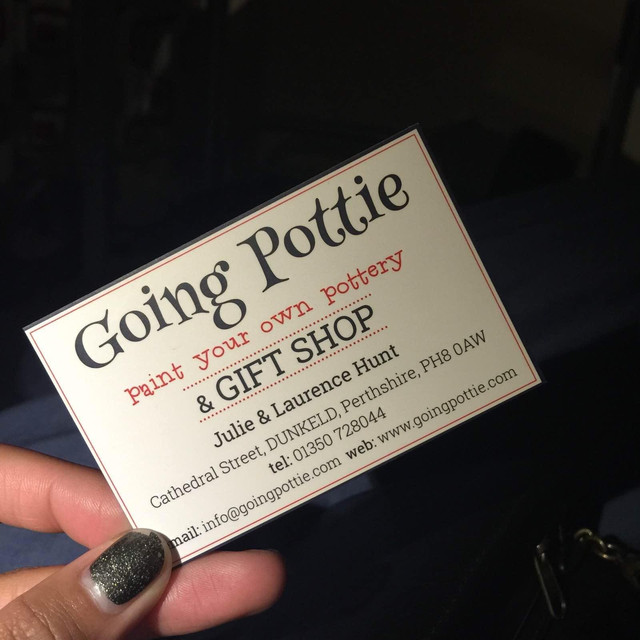 Going Pottie
paint your own pottery
& GIFT SHOP
Julie & Laurence Hunt
Cathedral Street, DUNKELD, Perthshire, PH8 0AW
tel: 01350 728044
mail: info@goingpottie.com web: www.goingpottie.com